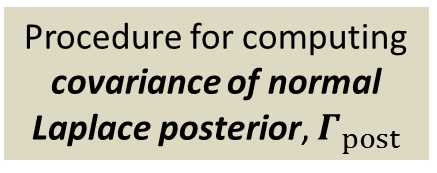 Procedure for computing
covariance of normal
Laplace posterior, Γpost